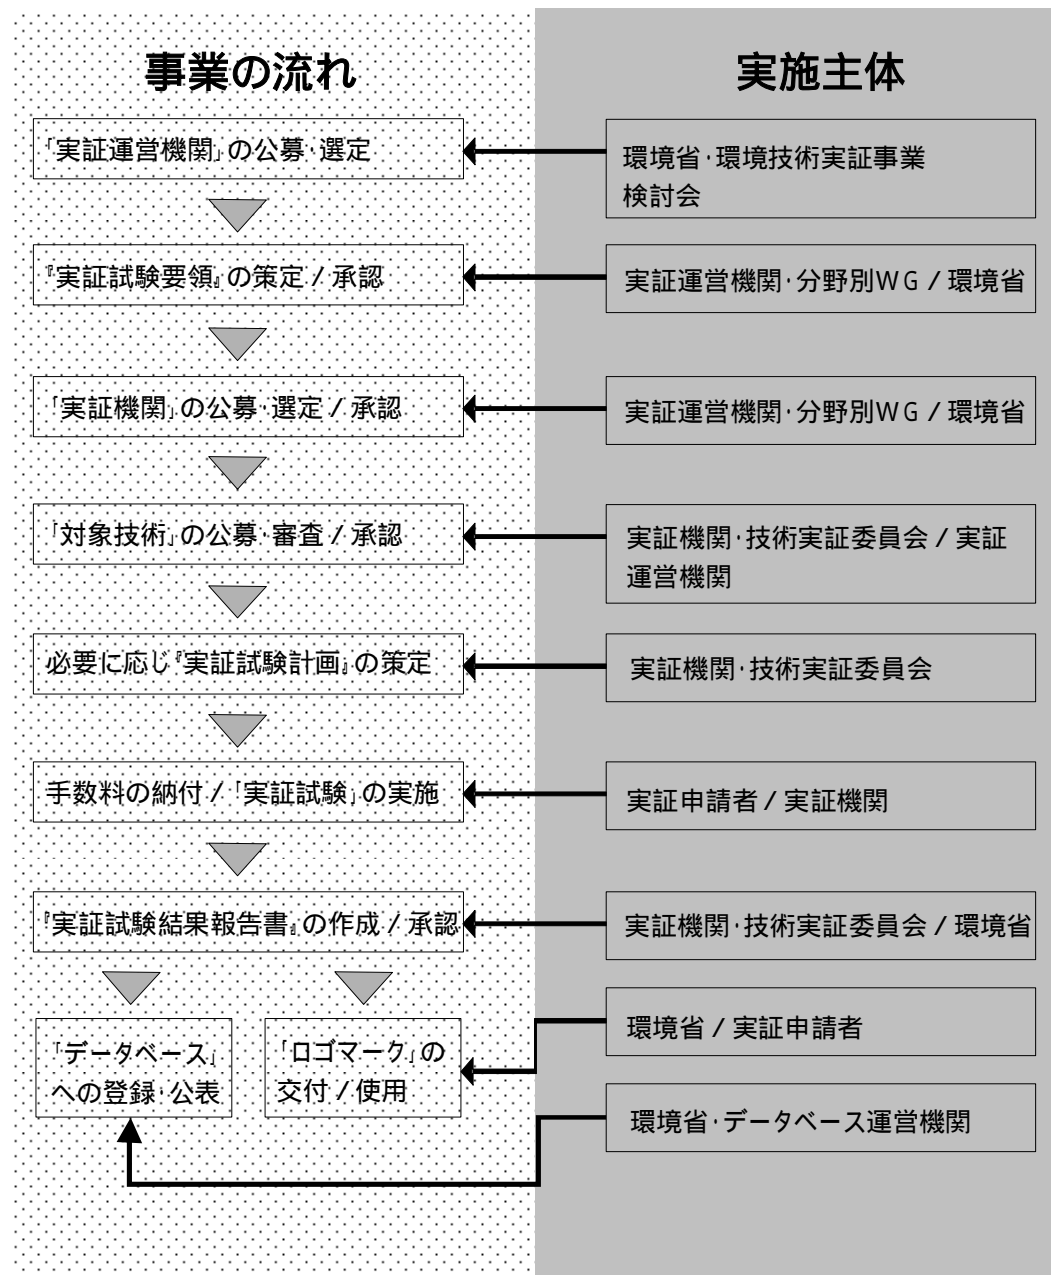 事業の流れ
実施主体
「実証運営機関」の公募・選定
環境省・環境技術実証事業
検討会
『実証試験要領』の策定/承認
実証運営機関・分野別WG/環境省
「実証機関」の公募・選定/承認
実証運営機関・分野別WG/環境省
「対象技術」の公募・審査/承認
実証機関・技術実証委員会/実証
運営機関
必要に応じ『実証試験計画』の策定
実証機関・技術実証委員会
手数料の納付/「実証試験」の実施
実証申請者/実証機関
『実証試験結果報告書』の作成/承認
実証機関・技術実証委員会/環境省
「データベース」
への登録・公表
「ロゴマーク」の
交付/使用
環境省/実証申請者
環境省・データベース運営機関